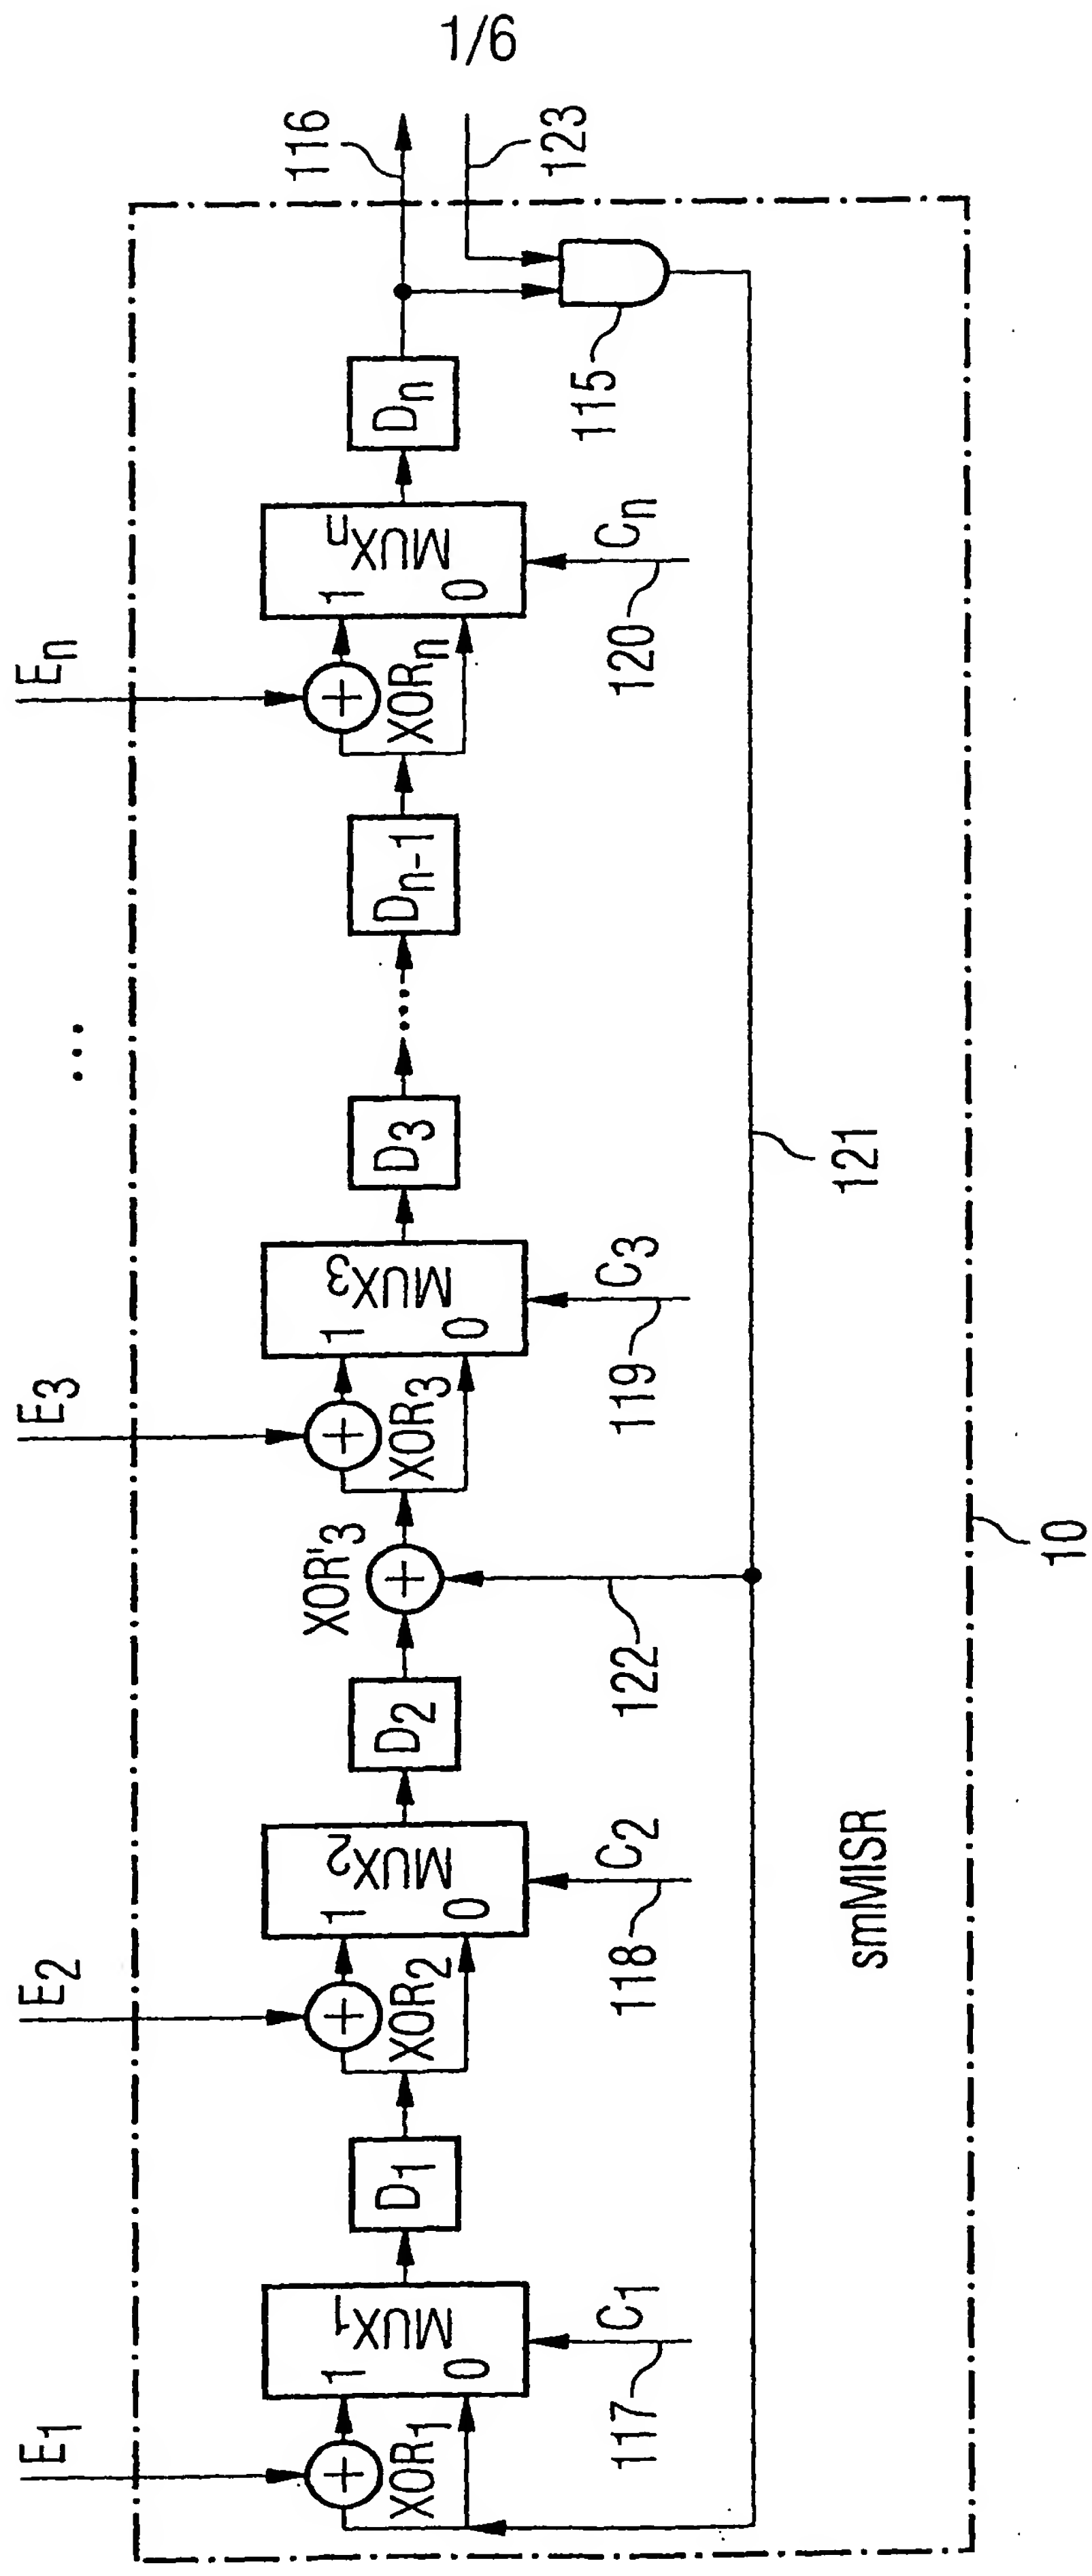 1/6
E1
E2
E3
...
En
116
123
XOR1
1
0
MUX1
D1
XOR2
1
0
MUX2
D2
XOR'3
XOR3
1
0
MUX3
D3
...
Dn-1
XORn
1
0
MUXn
Dn
115
117
C1
118
C2
122
119
C3
120
Cn
121
smMISR
10